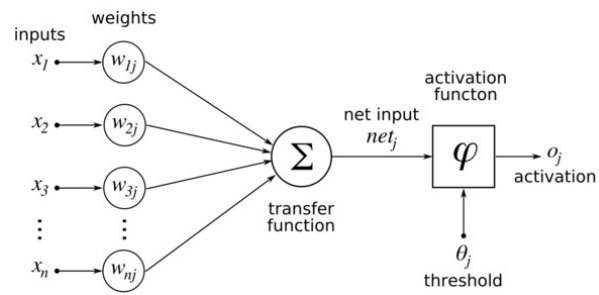 weights
inputs
x1
w1j
x2
w2j
x3
w3j
⋮ ⋮
xn
wnj
Σ
transfer
function
net input
netj
activation
functon
φ
oj
activation
θj
threshold